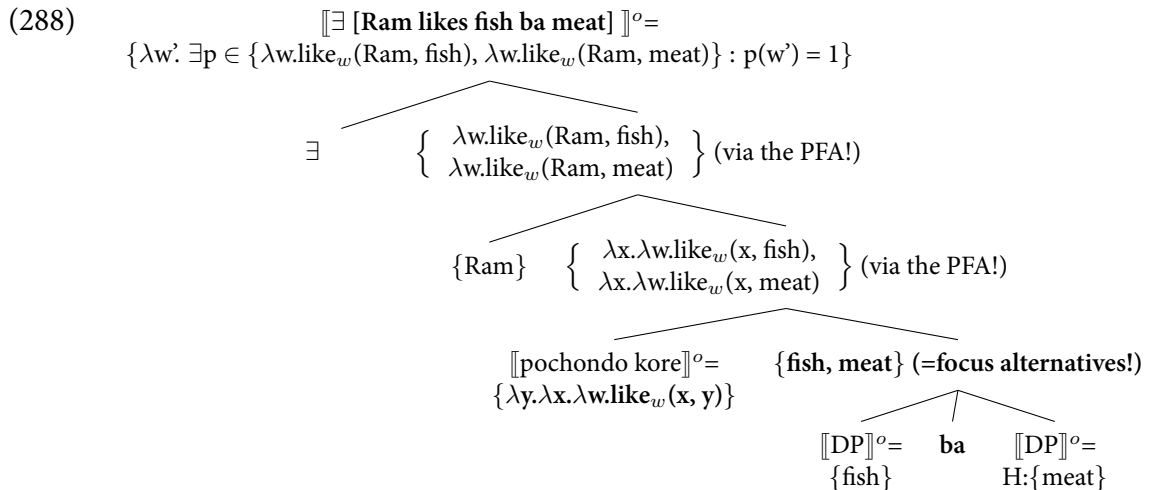 (288) ⟦∃ [Ram likes fish ba meat] ⟧ᵒ=
{λw’. ∃p ∈ {λw.like_w(Ram, fish), λw.like_w(Ram, meat)} : p(w’) = 1}
∃ { λw.like_w(Ram, fish), λw.like_w(Ram, meat) } (via the PFA!)
{Ram} { λx.λw.like_w(x, fish), λx.λw.like_w(x, meat) } (via the PFA!)
⟦pochondo kore⟧ᵒ= {fish, meat} (=focus alternatives!)
{λy.λx.λw.like_w(x, y)}
⟦DP⟧ᵒ= ba ⟦DP⟧ᵒ=
{fish} H:{meat}